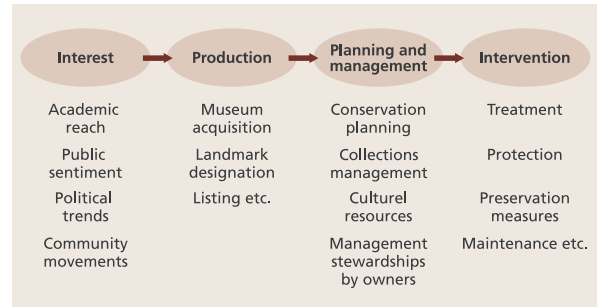 Interest
Production
Planning and
management
Intervention
Academic
reach
Public
sentiment
Political
trends
Community
movements
Museum
acquisition
Landmark
designation
Listing etc.
Conservation
planning
Collections
management
Culturel
resources
Management
stewardships
by owners
Treatment
Protection
Preservation
measures
Maintenance etc.